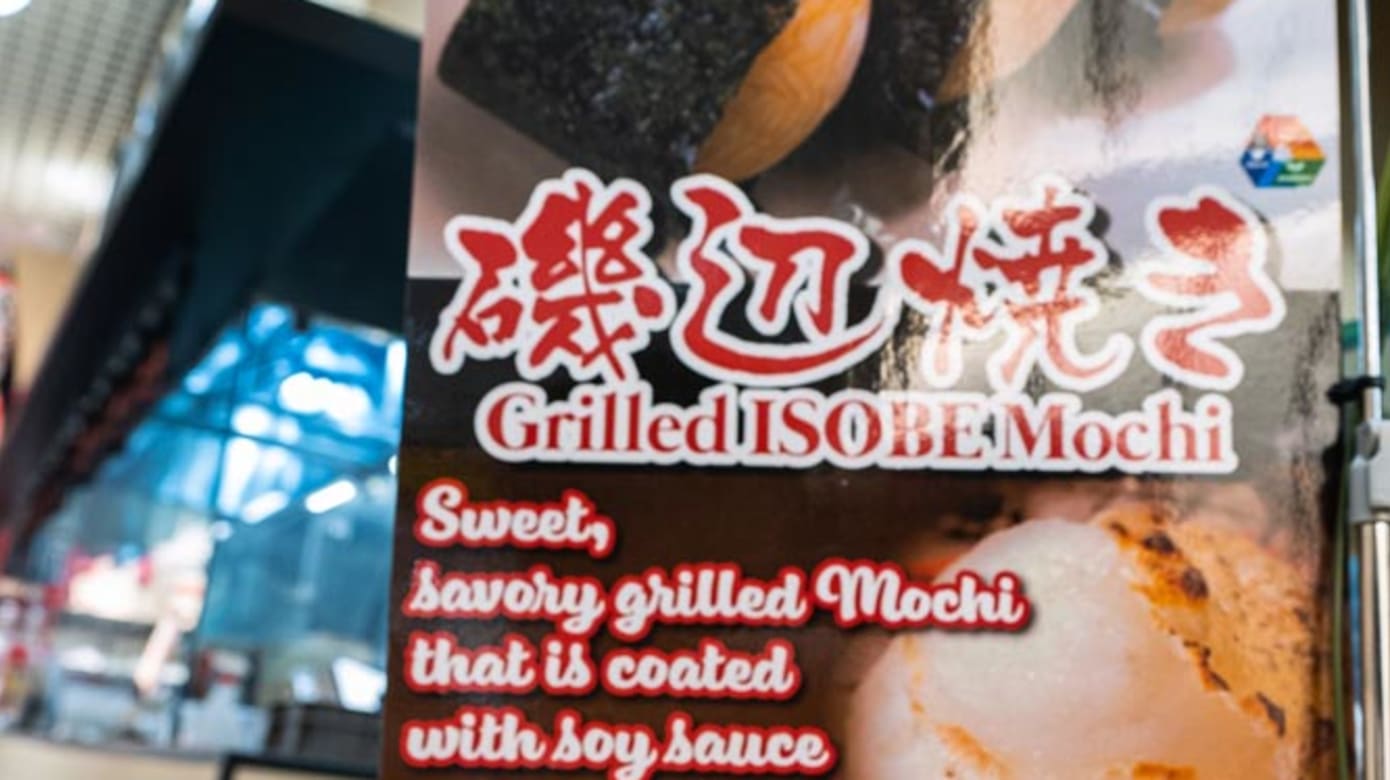 磯辺焼き
Grilled ISOBE Mochi
Sweet,
savory grilled Mochi
that is coated
with soy sauce